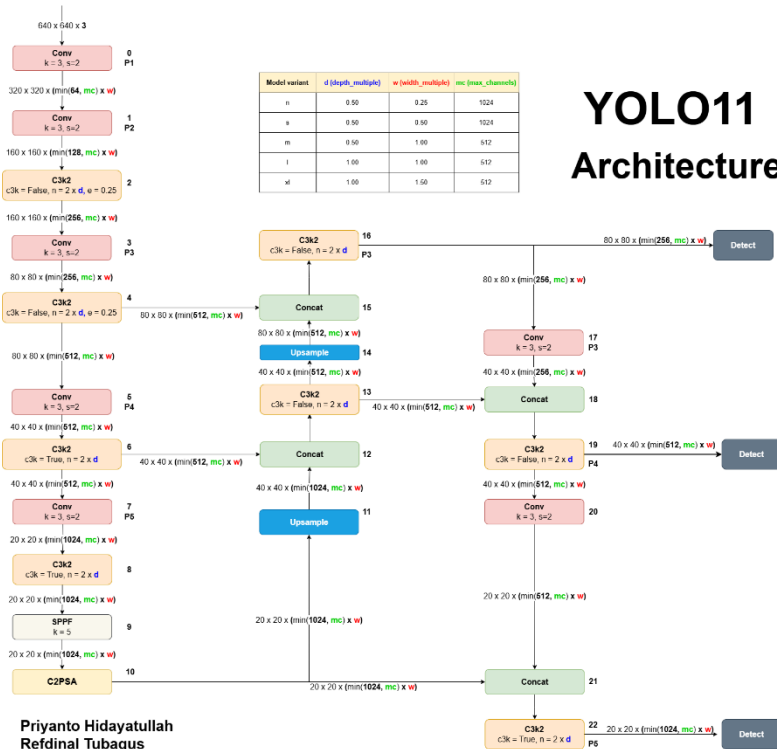 640 x 640 x 3
Conv
k = 3, s=2
0
P1
320 x 320 x (min(64, mc) x w)
Conv
k = 3, s=2
1
P2
160 x 160 x (min(128, mc) x w)
C3k2
c3k = False, n = 2 x d, e = 0.25
2
160 x 160 x (min(256, mc) x w)
Conv
k = 3, s=2
3
P3
80 x 80 x (min(256, mc) x w)
C3k2
c3k = False, n = 2 x d, e = 0.25
4
80 x 80 x (min(512, mc) x w)
80 x 80 x (min(512, mc) x w)
Conv
k = 3, s=2
5
P4
40 x 40 x (min(512, mc) x w)
C3k2
c3k = True, n = 2 x d
6
40 x 40 x (min(512, mc) x w)
40 x 40 x (min(512, mc) x w)
Conv
k = 3, s=2
7
P5
20 x 20 x (min(1024, mc) x w)
C3k2
c3k = True, n = 2 x d
8
20 x 20 x (min(1024, mc) x w)
SPPF
k = 5
9
20 x 20 x (min(1024, mc) x w)
C2PSA
10
20 x 20 x (min(1024, mc) x w)
Priyanto Hidayatullah
Refdinal Tubagus
Model variant d (depth_multiple) w (width_multiple) mc (max_channels)
n 0.50 0.25 1024
s 0.50 0.50 1024
m 0.50 1.00 512
l 1.00 1.00 512
xl 1.00 1.50 512
YOLO11
Architecture
C3k2
c3k = False, n = 2 x d
16
P3
Concat
15
80 x 80 x (min(512, mc) x w)
Upsample
14
40 x 40 x (min(512, mc) x w)
C3k2
c3k = False, n = 2 x d
13
40 x 40 x (min(512, mc) x w)
Concat
12
40 x 40 x (min(1024, mc) x w)
Upsample
11
20 x 20 x (min(1024, mc) x w)
80 x 80 x (min(256, mc) x w)
Detect
80 x 80 x (min(256, mc) x w)
Conv
k = 3, s=2
17
P3
40 x 40 x (min(256, mc) x w)
Concat
18
C3k2
c3k = False, n = 2 x d
19
P4
40 x 40 x (min(512, mc) x w)
Detect
40 x 40 x (min(512, mc) x w)
Conv
k = 3, s=2
20
20 x 20 x (min(512, mc) x w)
Concat
21
C3k2
c3k = True, n = 2 x d
22
P5
20 x 20 x (min(1024, mc) x w)
Detect